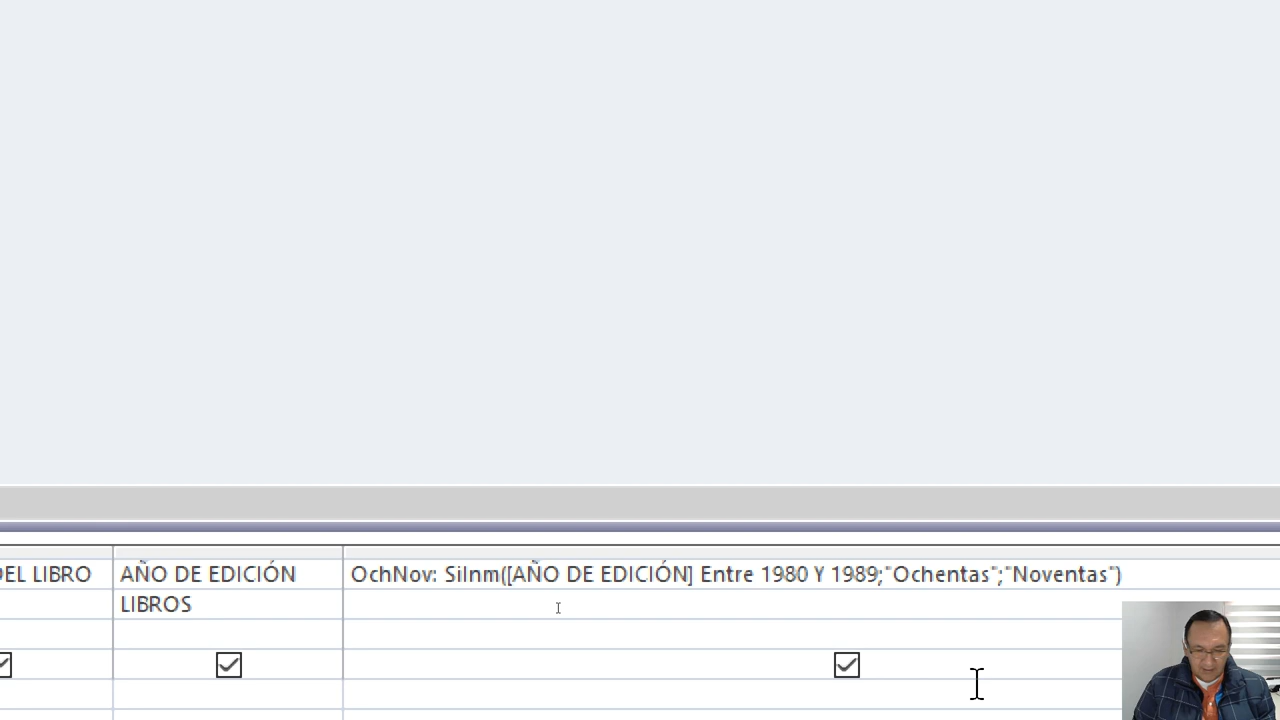 DEL LIBRO AÑO DE EDICIÓN OchNov: SiInm([AÑO DE EDICIÓN] Entre 1980 Y 1989;"Ochentas";"Noventas")
LIBROS